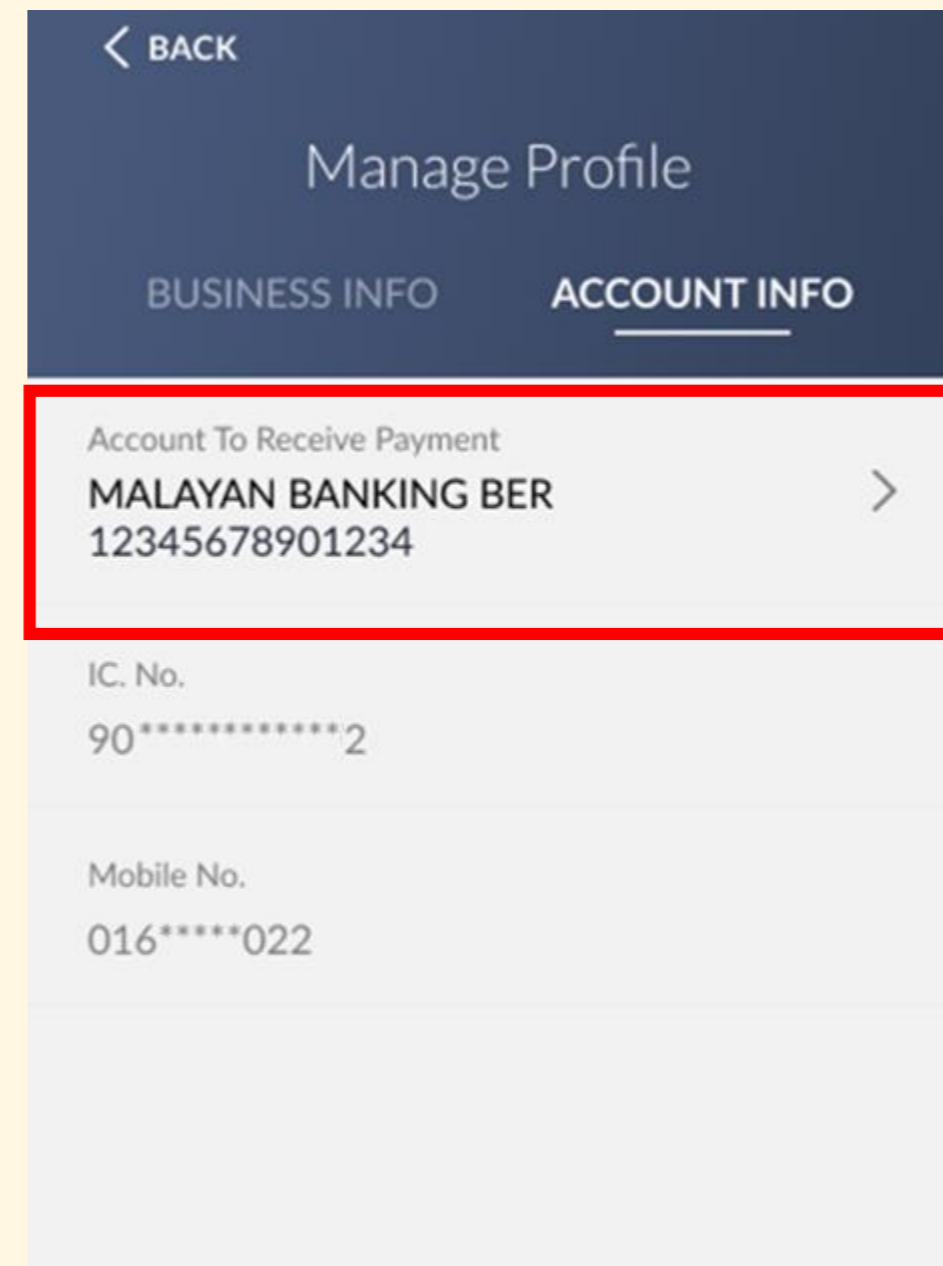 BACK
Manage Profile
BUSINESS INFO ACCOUNT INFO
Account To Receive Payment
MALAYAN BANKING BER
12345678901234
IC. No.
90************2
Mobile No.
016*****022